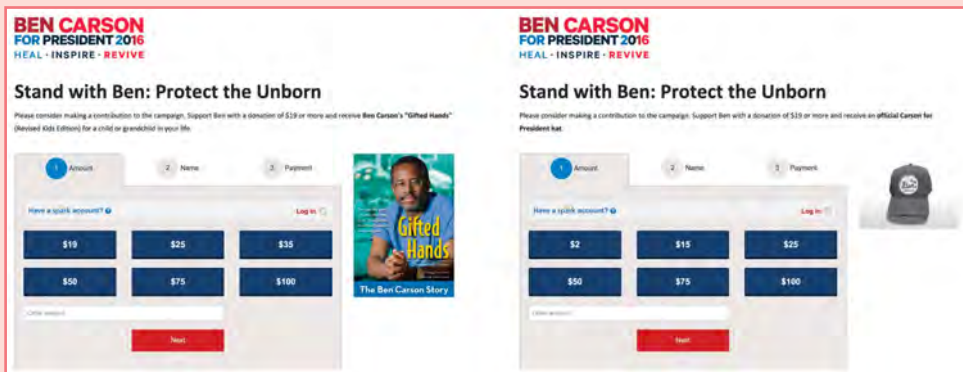 BEN CARSON
FOR PRESIDENT 2016
HEAL · INSPIRE · REVIVE
Stand with Ben: Protect the Unborn
Please consider making a contribution to the campaign. Support Ben with a donation of $19 or more and receive Ben Carson's "Gifted Hands"
(Revised Kids Edition) for a child or grandchild in your life.
1 Amount 2 Name 3 Payment
Have a spark account? Log in
$19 $25 $35
$50 $75 $100
Other amount
Next
Gifted
Hands
The Ben Carson Story
BEN CARSON
FOR PRESIDENT 2016
HEAL · INSPIRE · REVIVE
Stand with Ben: Protect the Unborn
Please consider making a contribution to the campaign. Support Ben with a donation of $19 or more and receive an official Carson for
President hat.
1 Amount 2 Name 3 Payment
Have a spark account? Log in
$2 $15 $25
$50 $75 $100
Other amount
Next